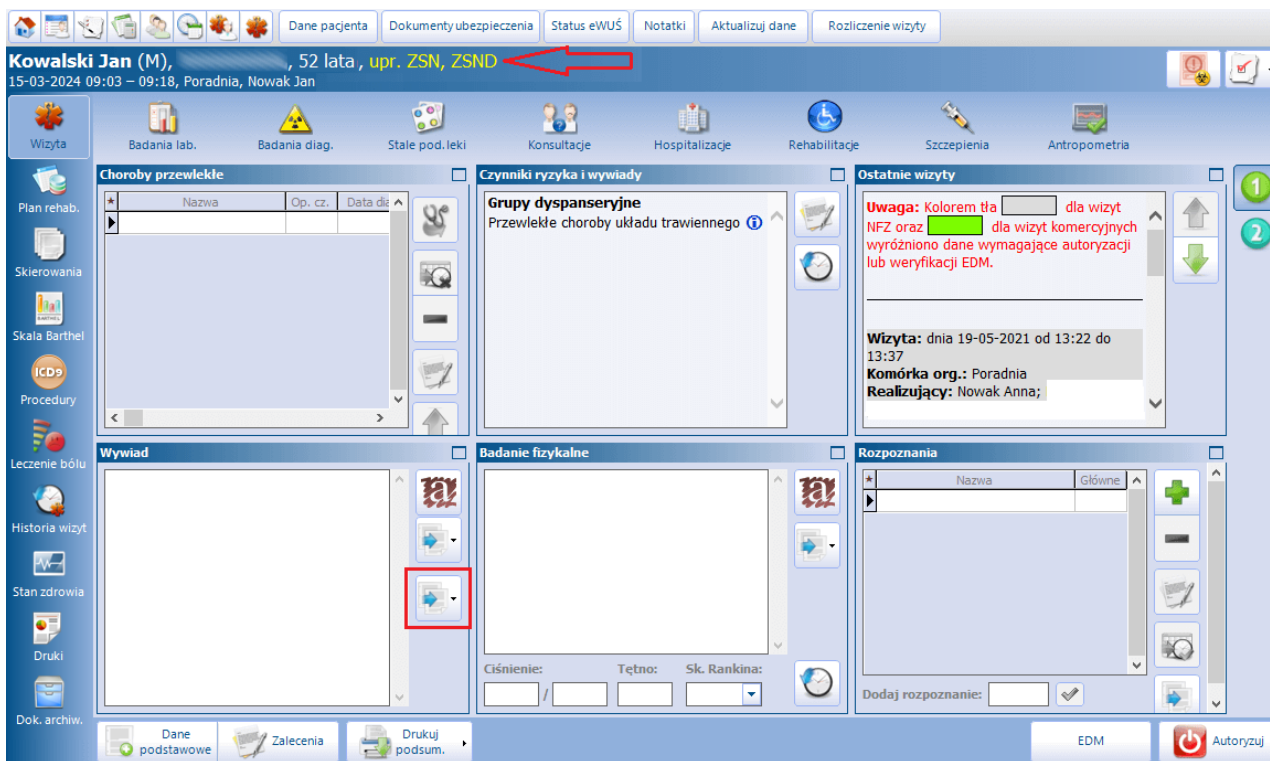 Dane pacjenta
Dokumenty ubezpieczenia
Status eWUŚ
Notatki
Aktualizuj dane
Rozliczenie wizyty
Kowalski Jan (M), , 52 lata , upr. ZSN, ZSND
15-03-2024 09:03 – 09:18, Poradnia, Nowak Jan
Wizyta
Badania lab.
Badania diag.
Stale pod.leki
Konsultacje
Hospitalizacje
Rehabilitacje
Szczepienia
Antropometria
Plan rehab.
Skierowania
BARTHEL
Skala Barthel
ICD9
Procedury
Leczenie bólu
Historia wizyt
Stan zdrowia
Druki
Dok. archiw.
Choroby przewlekłe
* Nazwa Op. cz. Data dia
Czynniki ryzyka i wywiady
Grupy dyspanseryjne
Przewlekłe choroby układu trawiennego
Ostatnie wizyty
Uwaga: Kolorem tła dla wizyt
NFZ oraz dla wizyt komercyjnych
wyróżniono dane wymagające autoryzacji
lub weryfikacji EDM.
Wizyta: dnia 19-05-2021 od 13:22 do
13:37
Komórka org.: Poradnia
Realizujący: Nowak Anna;
1
2
Wywiad
Badanie fizykalne
Ciśnienie: Tętno: Sk. Rankina:
/
Rozpoznania
* Nazwa Główne
Dodaj rozpoznanie:
Dane
podstawowe
Zalecenia
Drukuj
podsum.
EDM
Autoryzuj